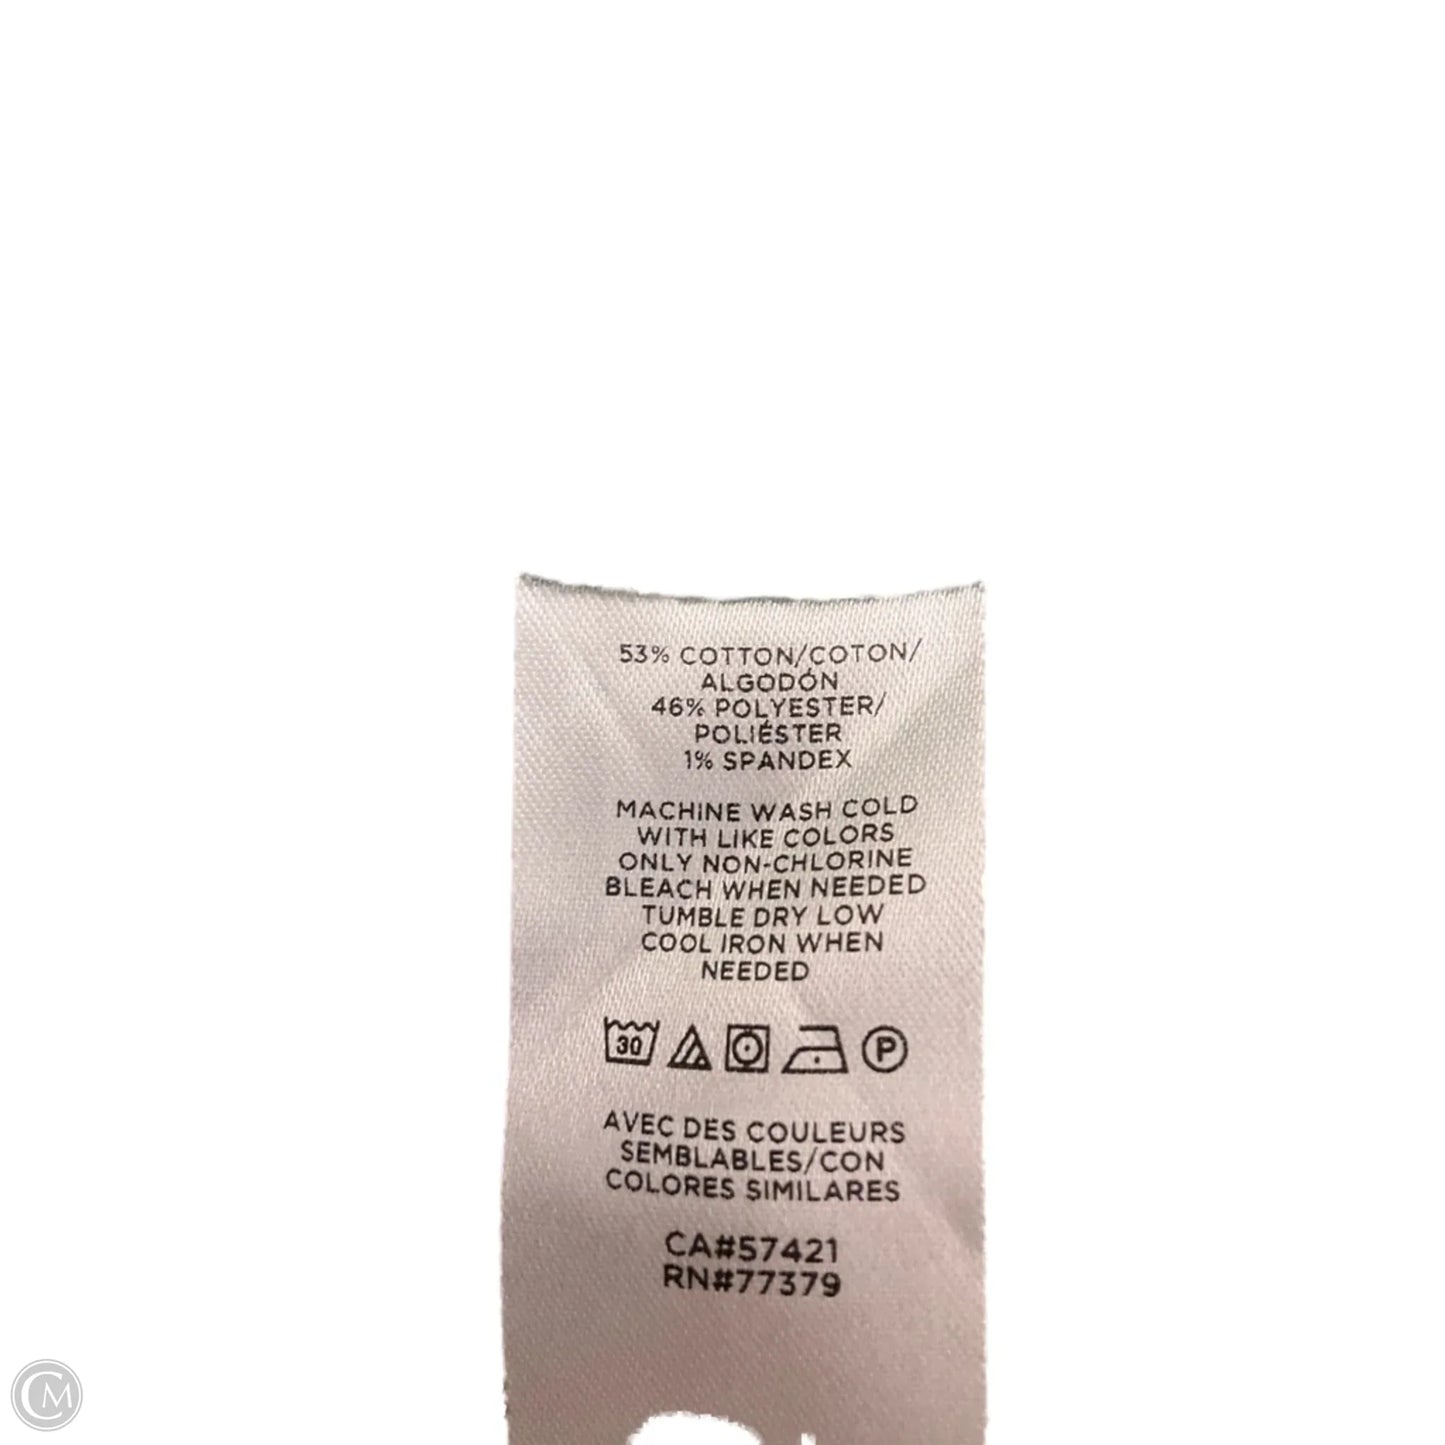 53% COTTON/COTON/
ALGODÓN
46% POLYESTER/
POLIÉSTER
1% SPANDEX
MACHINE WASH COLD
WITH LIKE COLORS
ONLY NON-CHLORINE
BLEACH WHEN NEEDED
TUMBLE DRY LOW
COOL IRON WHEN
NEEDED
30 P
AVEC DES COULEURS
SEMBLABLES/CON
COLORES SIMILARES
CA#57421
RN#77379
CM